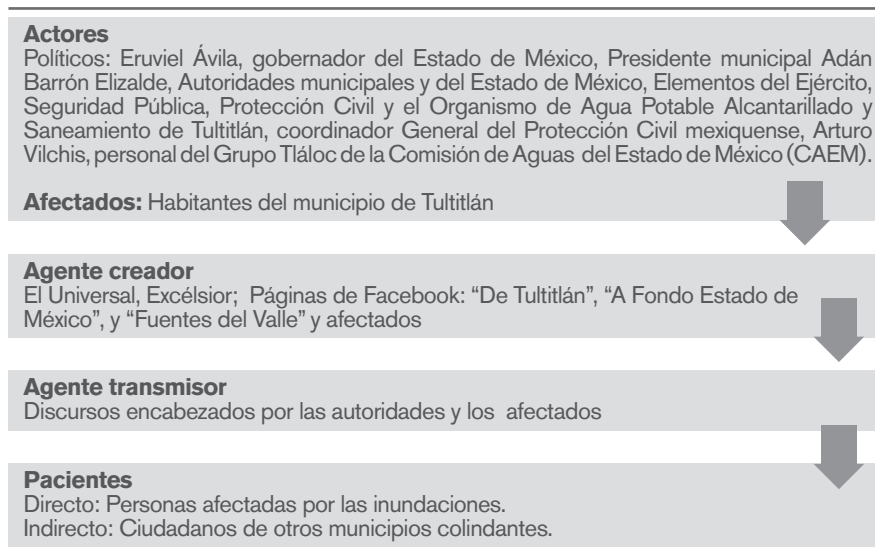 Actores
Políticos: Eruviel Ávila, gobernador del Estado de México, Presidente municipal Adán
Barrón Elizalde, Autoridades municipales y del Estado de México, Elementos del Ejército,
Seguridad Pública, Protección Civil y el Organismo de Agua Potable Alcantarillado y
Saneamiento de Tultitlán, coordinador General del Protección Civil mexiquense, Arturo
Vilchis, personal del Grupo Tláloc de la Comisión de Aguas del Estado de México (CAEM).
Afectados: Habitantes del municipio de Tultitlán
Agente creador
El Universal, Excélsior; Páginas de Facebook: “De Tultitlán”, “A Fondo Estado de
México”, y “Fuentes del Valle” y afectados
Agente transmisor
Discursos encabezados por las autoridades y los afectados
Pacientes
Directo: Personas afectadas por las inundaciones.
Indirecto: Ciudadanos de otros municipios colindantes.